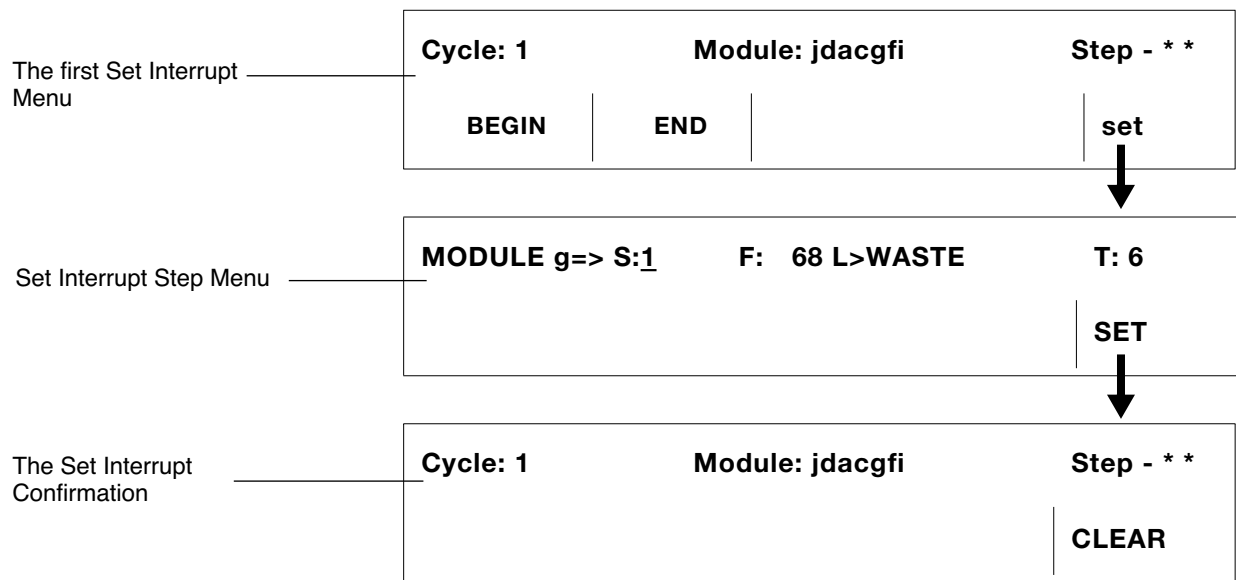 The first Set Interrupt
Menu
Cycle: 1 Module: jdacgfi Step - * *
BEGIN END set
Set Interrupt Step Menu
MODULE g=> S:1 F: 68 L>WASTE T: 6
SET
The Set Interrupt
Confirmation
Cycle: 1 Module: jdacgfi Step - * *
CLEAR